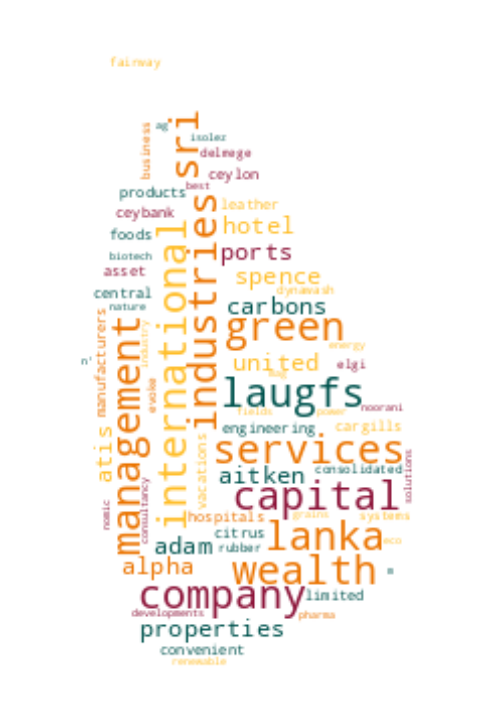 fairway
sri
ag
isolez
business
delmege
ceylon
best
products
leather
ceybank
hotel
foods
industries
international
ports
biotech
asset
spence
dynawash
central
nature
carbons
manufacturers
management
green
industry
energy
n'
united
elgi
evoke
laugfs
noorani
fields
power
engineering
cargills
atis
vacations
services
consolidated
aitken
solutions
consultancy
nomic
capital
hospitals
grains
systems
citrus
lanka
adam
rubber
eco
alpha
wealth
m
company
limited
developments
pharma
properties
convenient
renewable